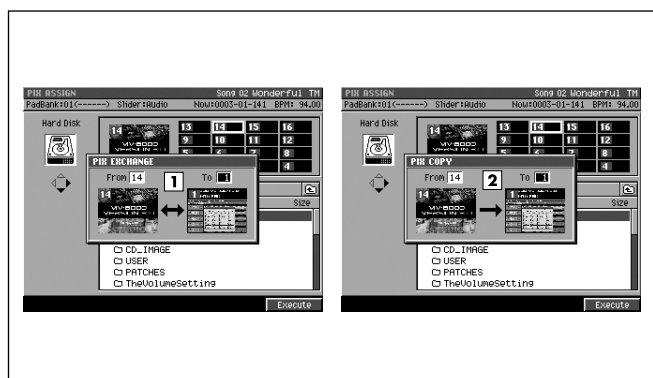 PIX ASSIGN Song 02 Wonderful TM
PadBank:01(------) Slider:Audio Now:0003-01-141 BPM: 94.00
Hard Disk
14
13 14 15 16
9 10 11 12
8
4
PIX EXCHANGE
From 14 1 To 1
14
MV-8000
1
Size
CD_IMAGE
USER
PATCHES
TheVolumeSetting
Execute
PIX ASSIGN Song 02 Wonderful TM
PadBank:01(------) Slider:Audio Now:0003-01-141 BPM: 94.00
Hard Disk
14
13 14 15 16
9 10 11 12
8
4
PIX COPY
From 14 2 To 1
14
MV-8000
1
Size
CD_IMAGE
USER
PATCHES
TheVolumeSetting
Execute